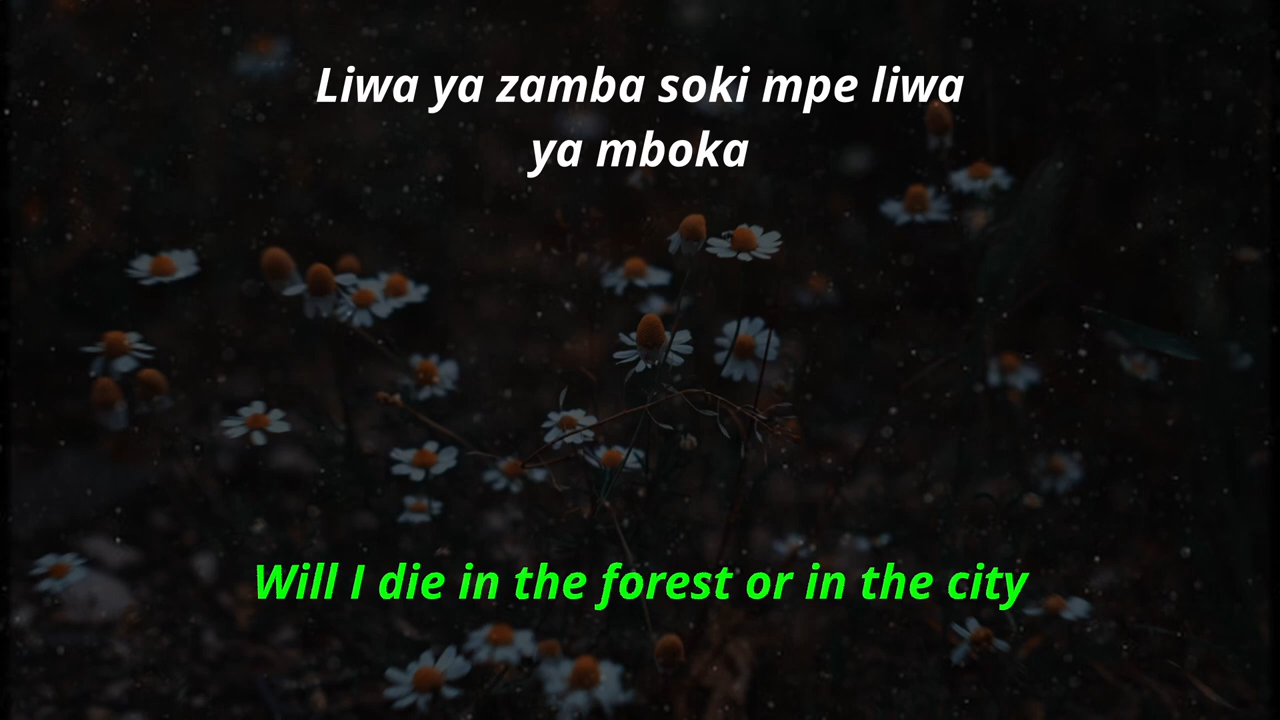 Liwa ya zamba soki mpe liwa
ya mboka
Will I die in the forest or in the city